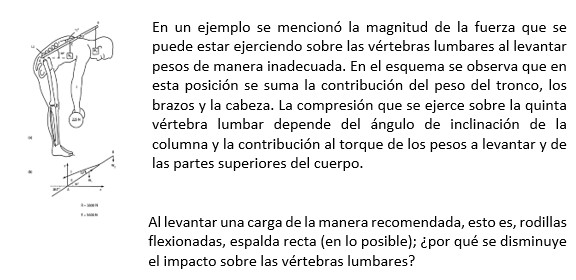 En un ejemplo se mencionó la magnitud de la fuerza que se
puede estar ejerciendo sobre las vértebras lumbares al levantar
pesos de manera inadecuada. En el esquema se observa que en
esta posición se suma la contribución del peso del tronco, los
brazos y la cabeza. La compresión que se ejerce sobre la quinta
vértebra lumbar depende del ángulo de inclinación de la
columna y la contribución al torque de los pesos a levantar y de
las partes superiores del cuerpo.
Al levantar una carga de la manera recomendada, esto es, rodillas
flexionadas, espalda recta (en lo posible); ¿por qué se disminuye
el impacto sobre las vértebras lumbares?